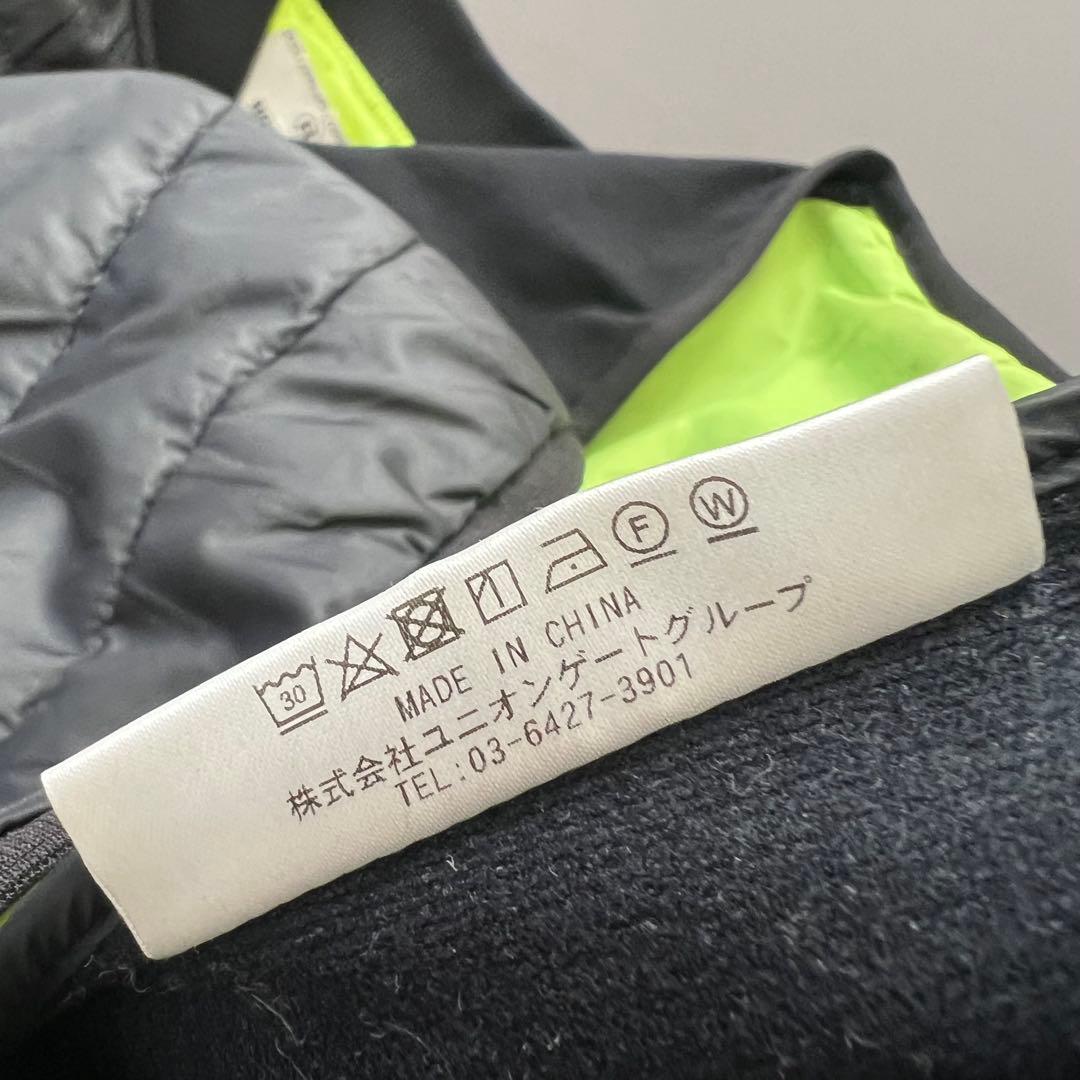 30 F W
MADE IN CHINA
株式会社ユニオンゲートグループ
TEL:03-6427-3901